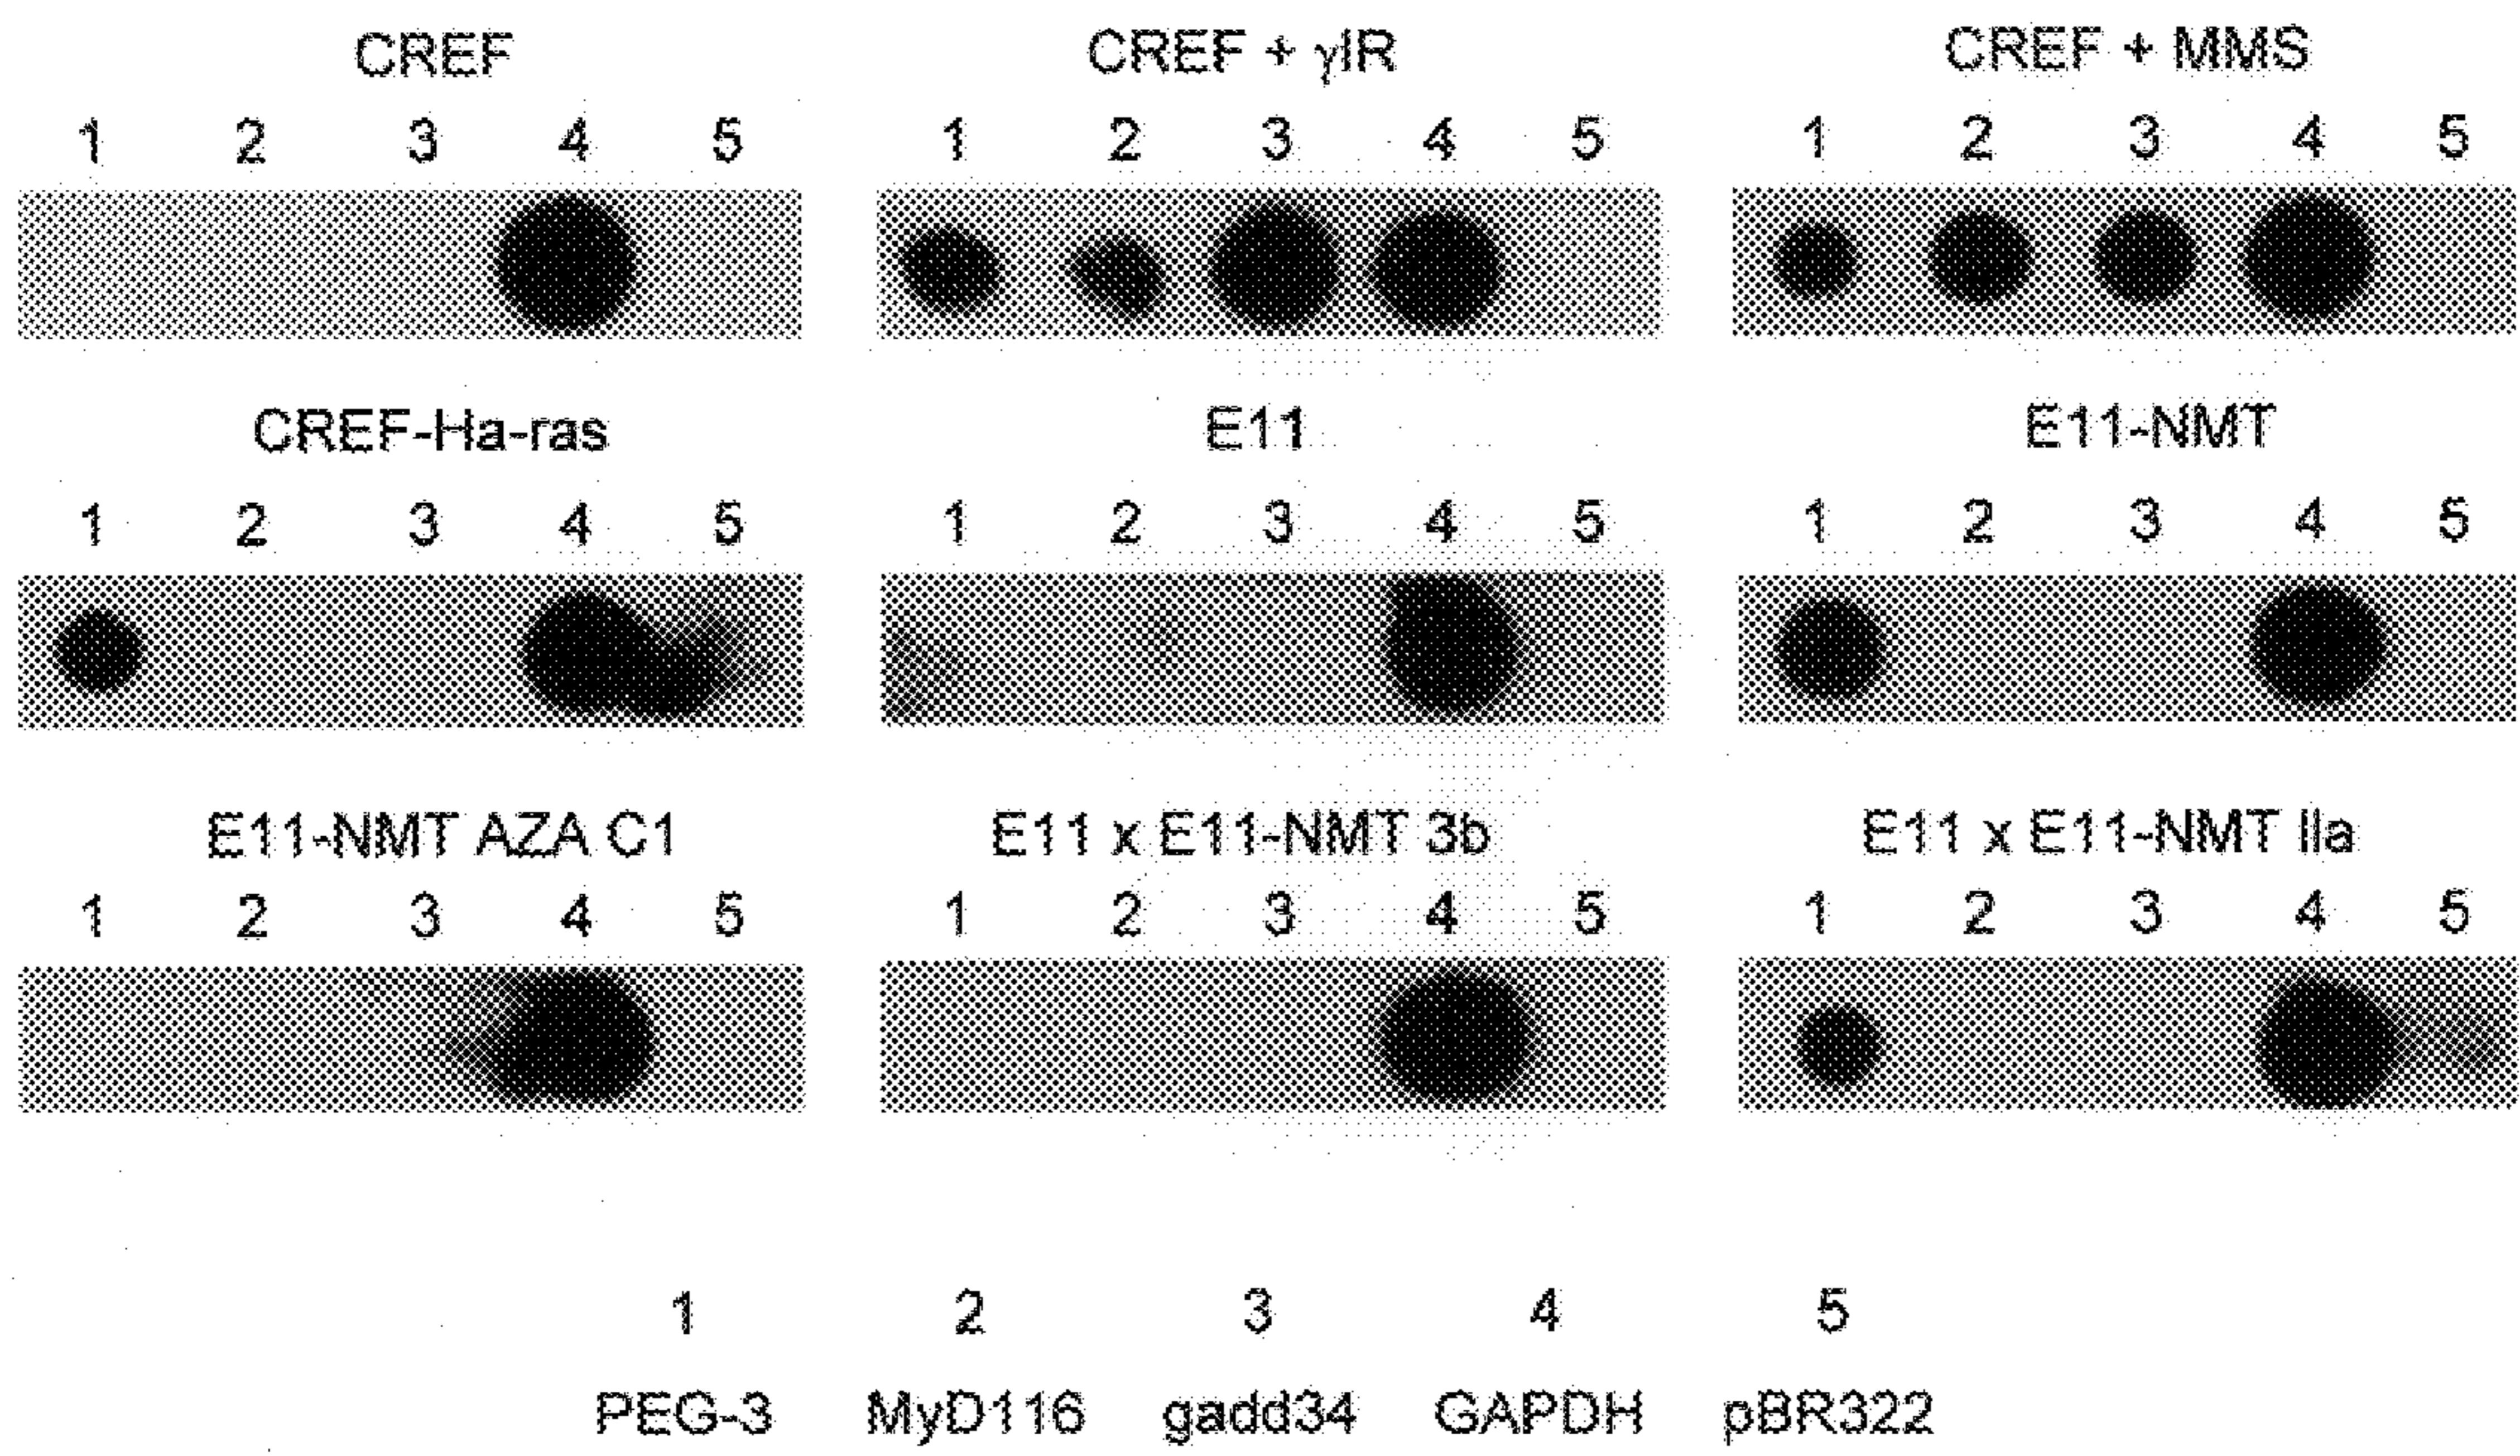 CREF CREF + γIR CREF + MMS
1 2 3 4 5 1 2 3 4 5 1 2 3 4 5
CREF-Ha-ras E11 E11-NMT
1 2 3 4 5 1 2 3 4 5 1 2 3 4 5
E11-NMT AZA C1 E11 x E11-NMT 3b E11 x E11-NMT IIa
1 2 3 4 5 1 2 3 4 5 1 2 3 4 5
1 2 3 4 5
PEG-3 MyD116 gadd34 GAPDH pBR322